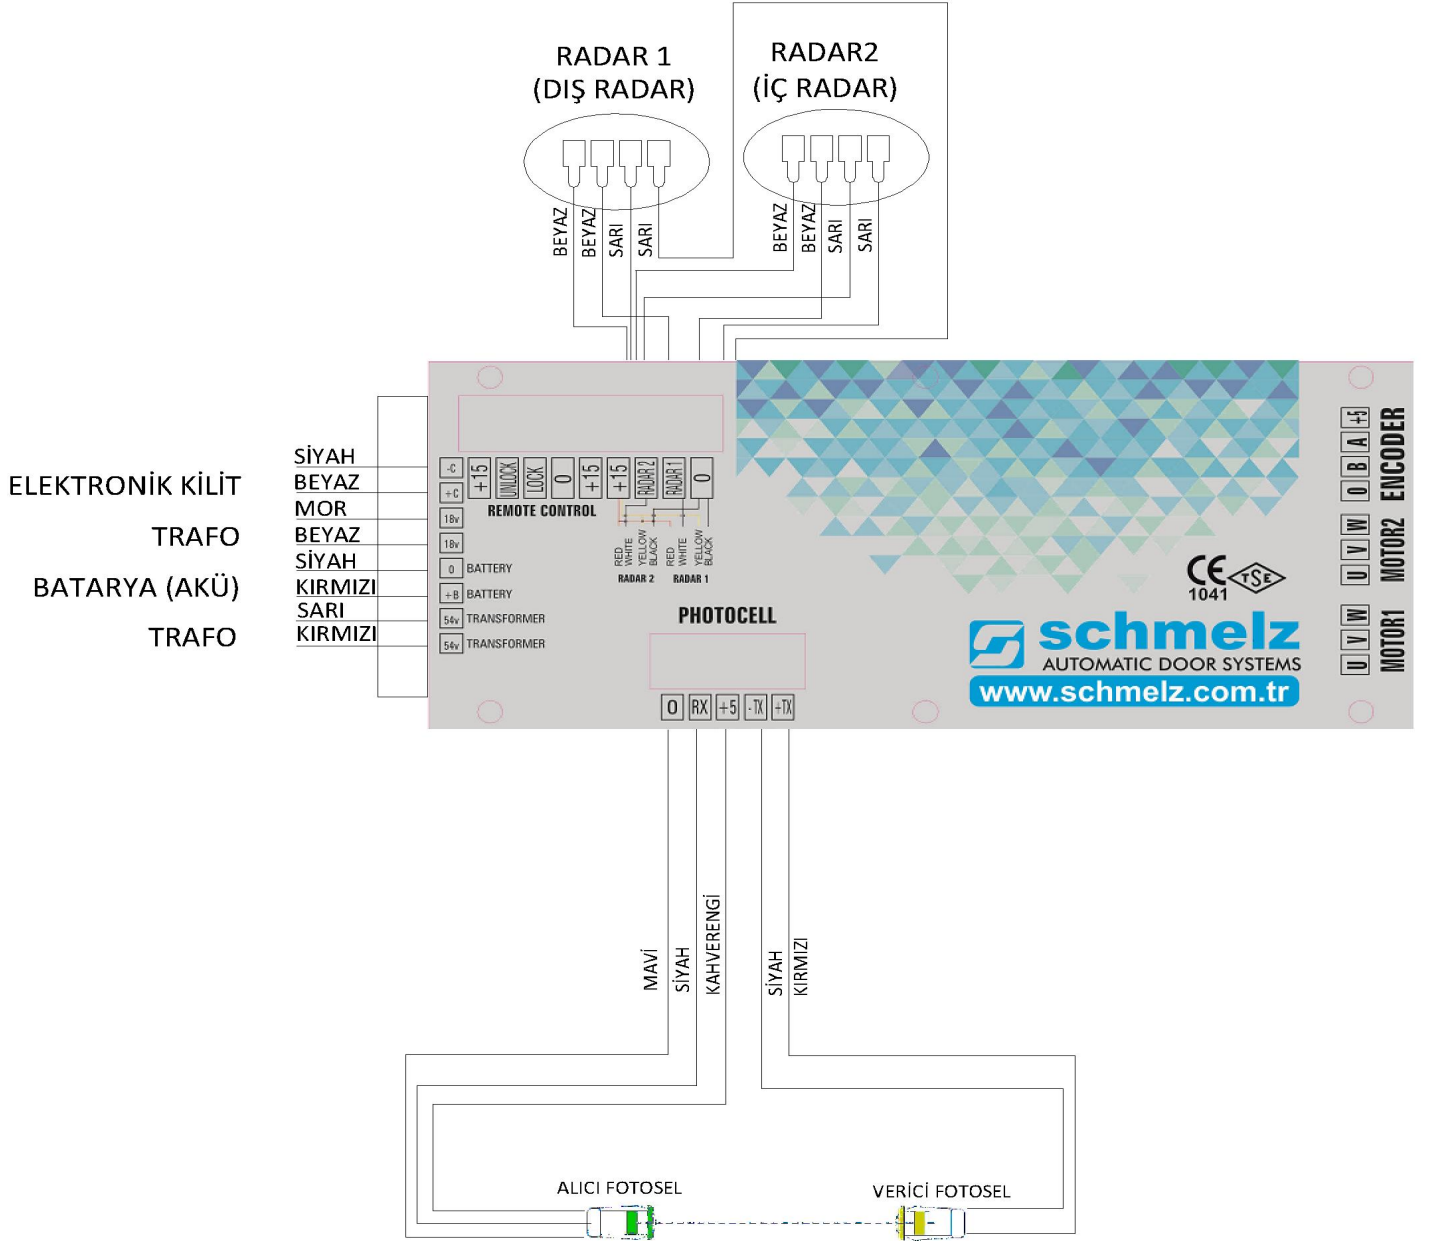 RADAR 1
(DIŞ RADAR)
RADAR2
(İÇ RADAR)
BEYAZ
BEYAZ
SARI
SARI
BEYAZ
BEYAZ
SARI
SARI
ELEKTRONİK KİLİT
TRAFO
BATARYA (AKÜ)
TRAFO
SİYAH
BEYAZ
MOR
BEYAZ
SİYAH
KIRMIZI
SARI
KIRMIZI
-C
+C
18v
18v
0 BATTERY
+B BATTERY
54v TRANSFORMER
54v TRANSFORMER
+15 UNLOCK LOCK 0 +15 +15 RADAR 2 RADAR 1 0
REMOTE CONTROL
RED WHITE YELLOW BLACK RED WHITE YELLOW BLACK
RADAR 2 RADAR 1
PHOTOCELL
0 RX +5 -TX +TX
CE
1041
TSE
schmelz
AUTOMATIC DOOR SYSTEMS
www.schmelz.com.tr
0 B A +5
ENCODER
U V W
MOTOR2
U V W
MOTOR1
MAVİ
SİYAH
KAHVERENGİ
SİYAH
KIRMIZI
ALICI FOTOSEL
VERİCİ FOTOSEL